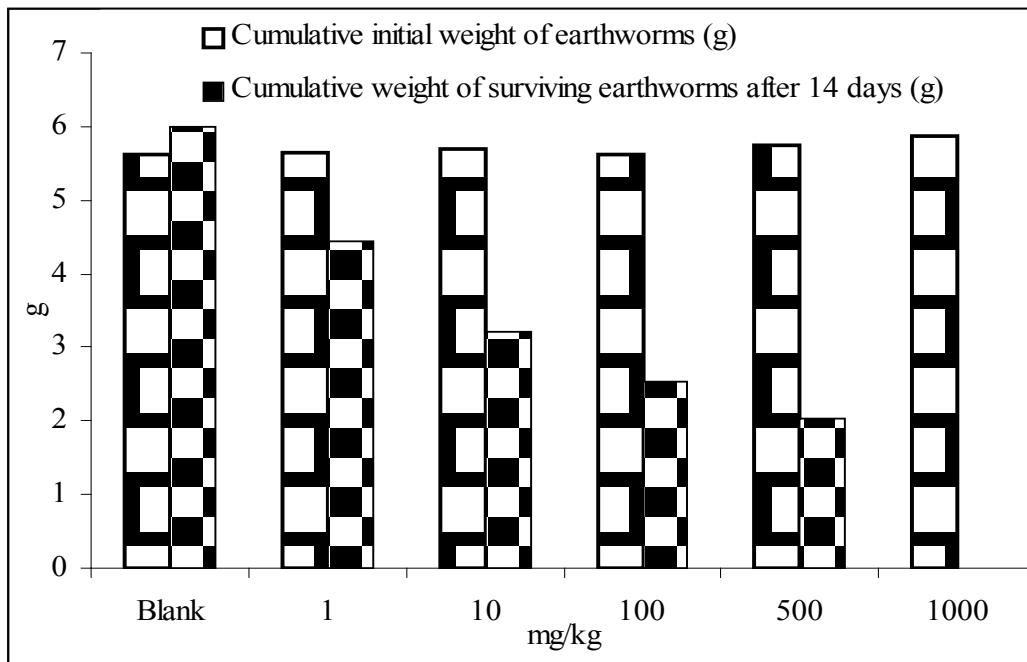 Cumulative initial weight of earthworms (g)
Cumulative weight of surviving earthworms after 14 days (g)
7
6
5
4
3
2
1
0
g
Blank 1 10 100 500 1000
mg/kg